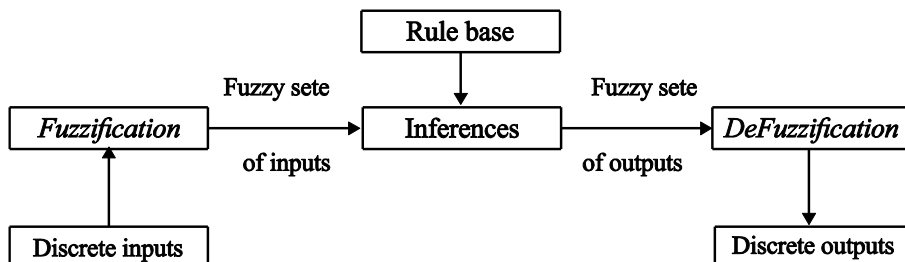 Rule base
Fuzzy sete
Fuzzy sete
Fuzzification
Inferences
DeFuzzification
of inputs
of outputs
Discrete inputs
Discrete outputs